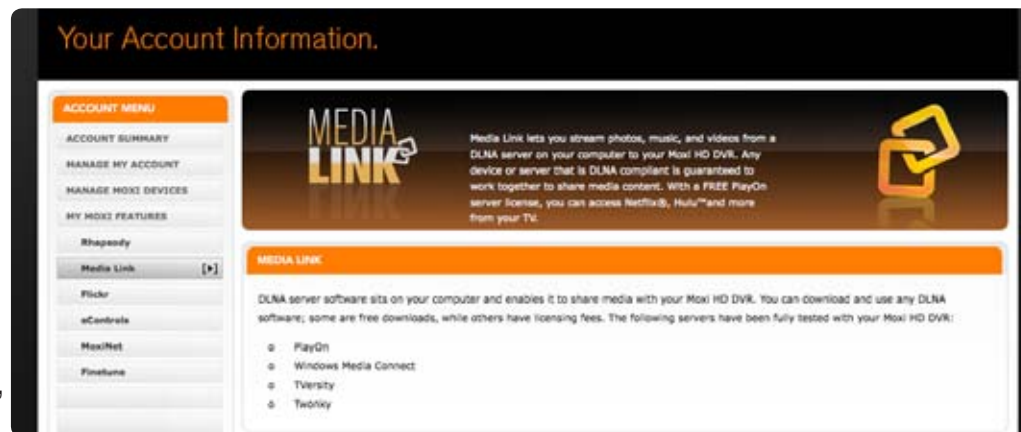 Your Account Information.
ACCOUNT MENU
ACCOUNT SUMMARY
MANAGE MY ACCOUNT
MANAGE MOXI DEVICES
MY MOXI FEATURES
Rhapsody
Media Link [▸]
Flickr
eControls
MoxiNet
Finetune
MEDIA
LINK
Media Link lets you stream photos, music, and videos from a
DLNA server on your computer to your Moxi HD DVR. Any
device or server that is DLNA compliant is guaranteed to
work together to share media content. With a FREE PlayOn
server license, you can access Netflix®, Hulu™and more
from your TV.
MEDIA LINK
DLNA server software sits on your computer and enables it to share media with your Moxi HD DVR. You can download and use any DLNA
software; some are free downloads, while others have licensing fees. The following servers have been fully tested with your Moxi HD DVR:
o PlayOn
o Windows Media Connect
o TVersity
o Twonky